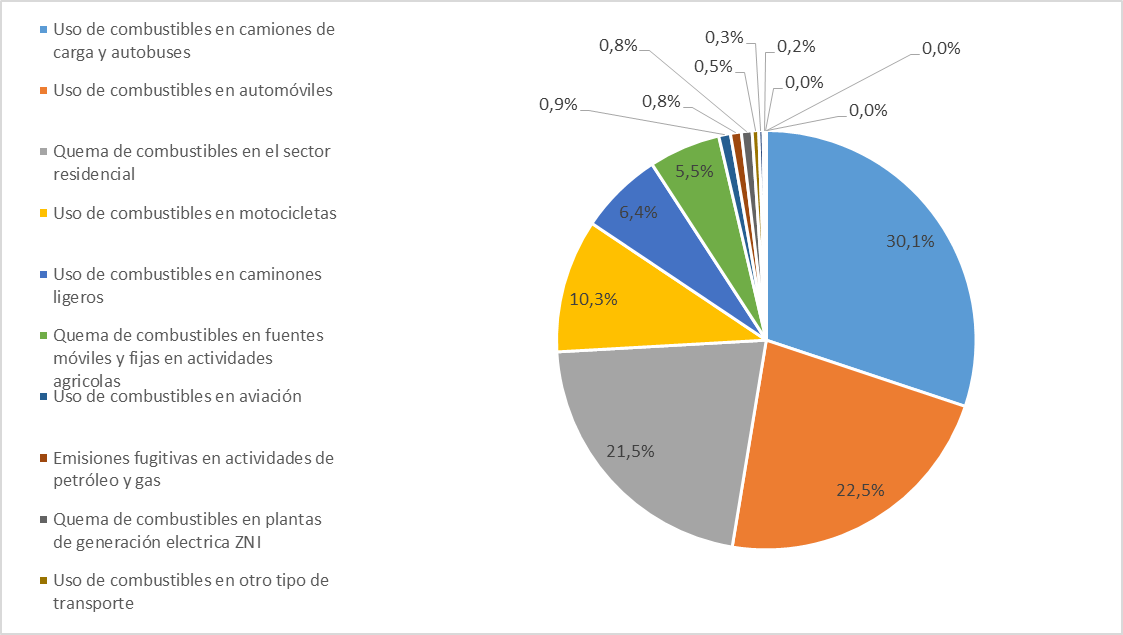 Uso de combustibles en camiones de
carga y autobuses
Uso de combustibles en automóviles
Quema de combustibles en el sector
residencial
Uso de combustibles en motocicletas
Uso de combustibles en caminones
ligeros
Quema de combustibles en fuentes
móviles y fijas en actividades
agricolas
Uso de combustibles en aviación
Emisiones fugitivas en actividades de
petróleo y gas
Quema de combustibles en plantas
de generación electrica ZNI
Uso de combustibles en otro tipo de
transporte
30,1%
22,5%
21,5%
10,3%
6,4%
5,5%
0,9%
0,8%
0,8%
0,5%
0,3%
0,2%
0,0%
0,0%
0,0%